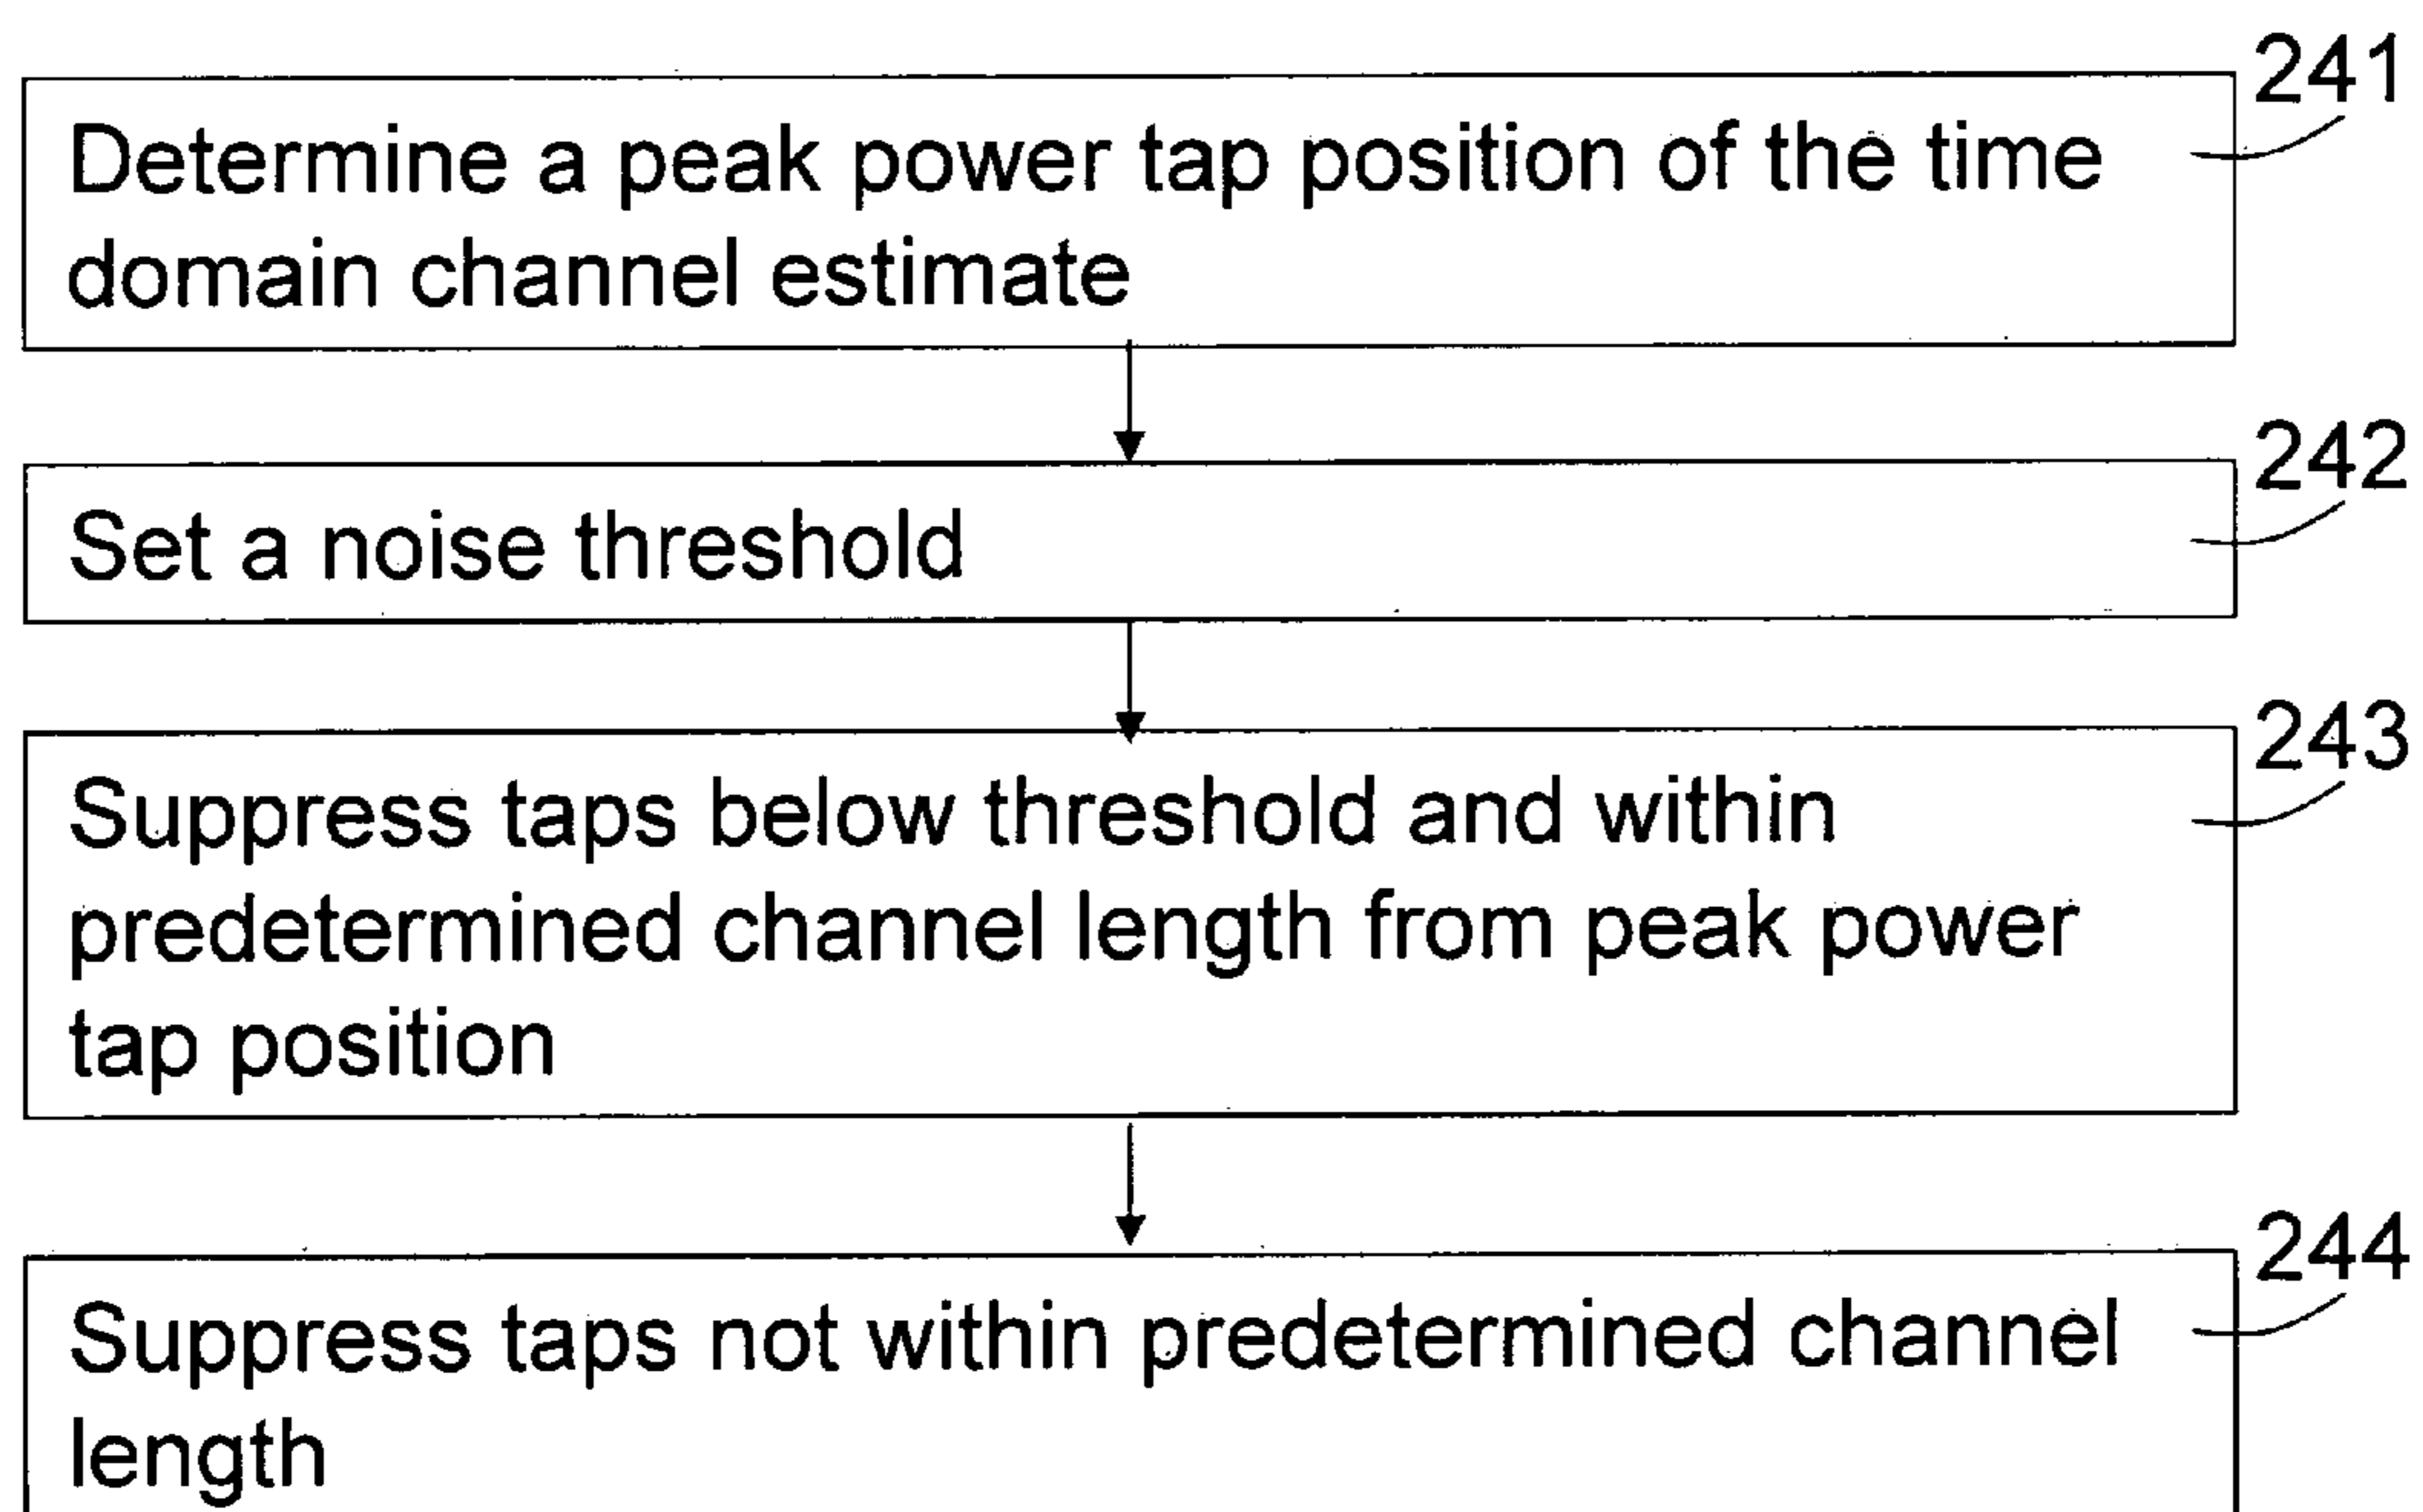 241
Determine a peak power tap position of the time
domain channel estimate
242
Set a noise threshold
243
Suppress taps below threshold and within
predetermined channel length from peak power
tap position
244
Suppress taps not within predetermined channel
length